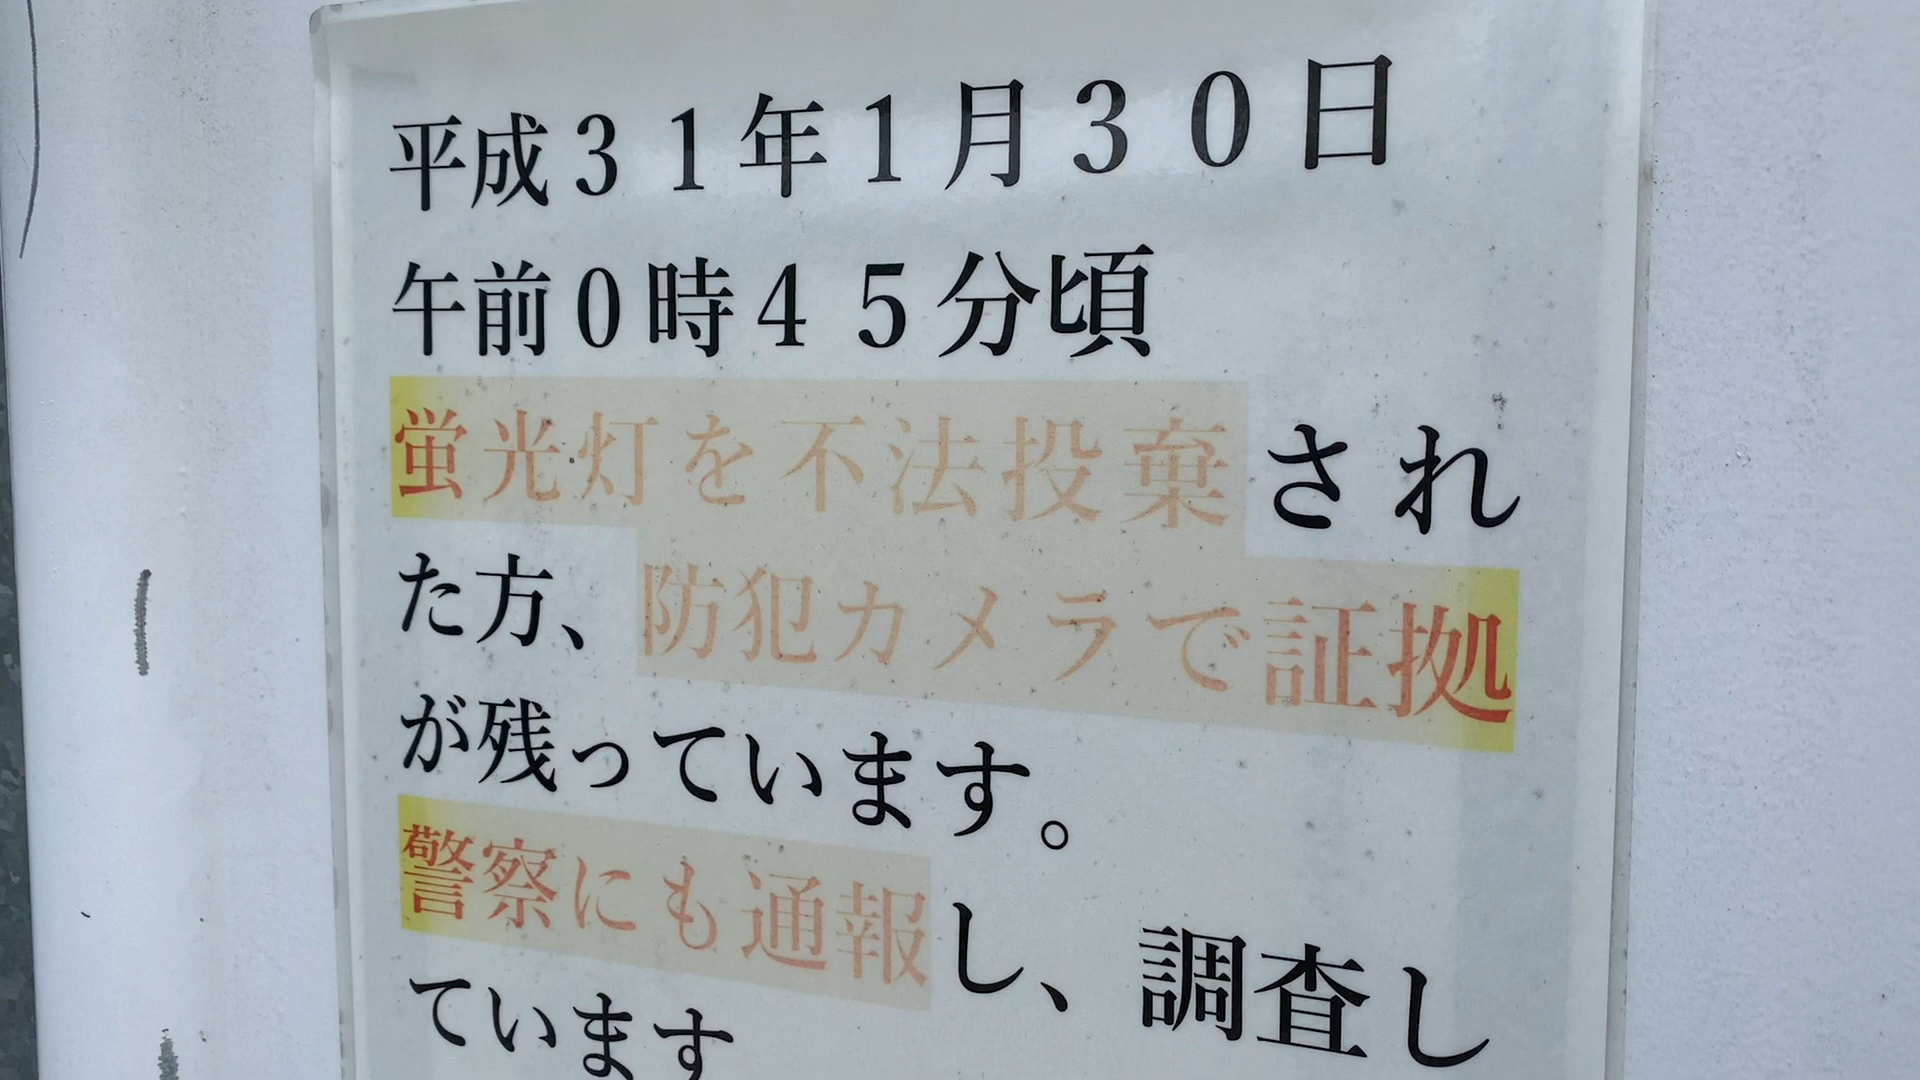 平成３１年１月３０日
午前０時４５分頃
蛍光灯を不法投棄され
た方、防犯カメラで証拠
が残っています。
警察にも通報し、調査し
ています